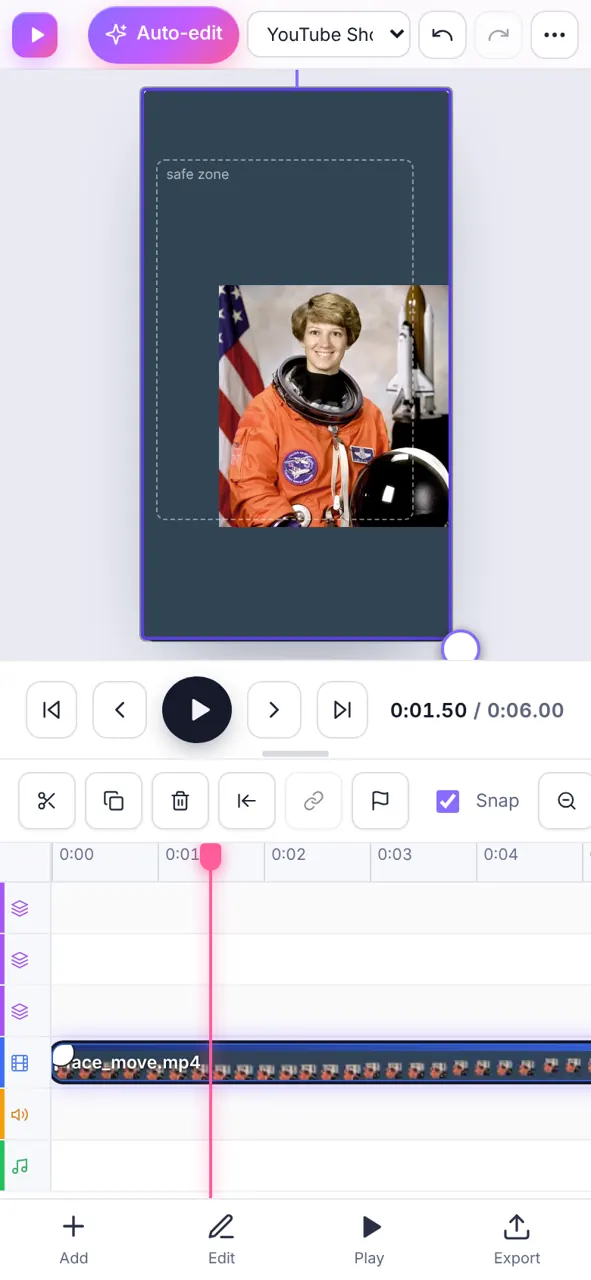 Auto-edit
YouTube Sho
safe zone
0:01.50 / 0:06.00
Snap
0:00
0:01
0:02
0:03
0:04
ace_move.mp4
Add
Edit
Play
Export